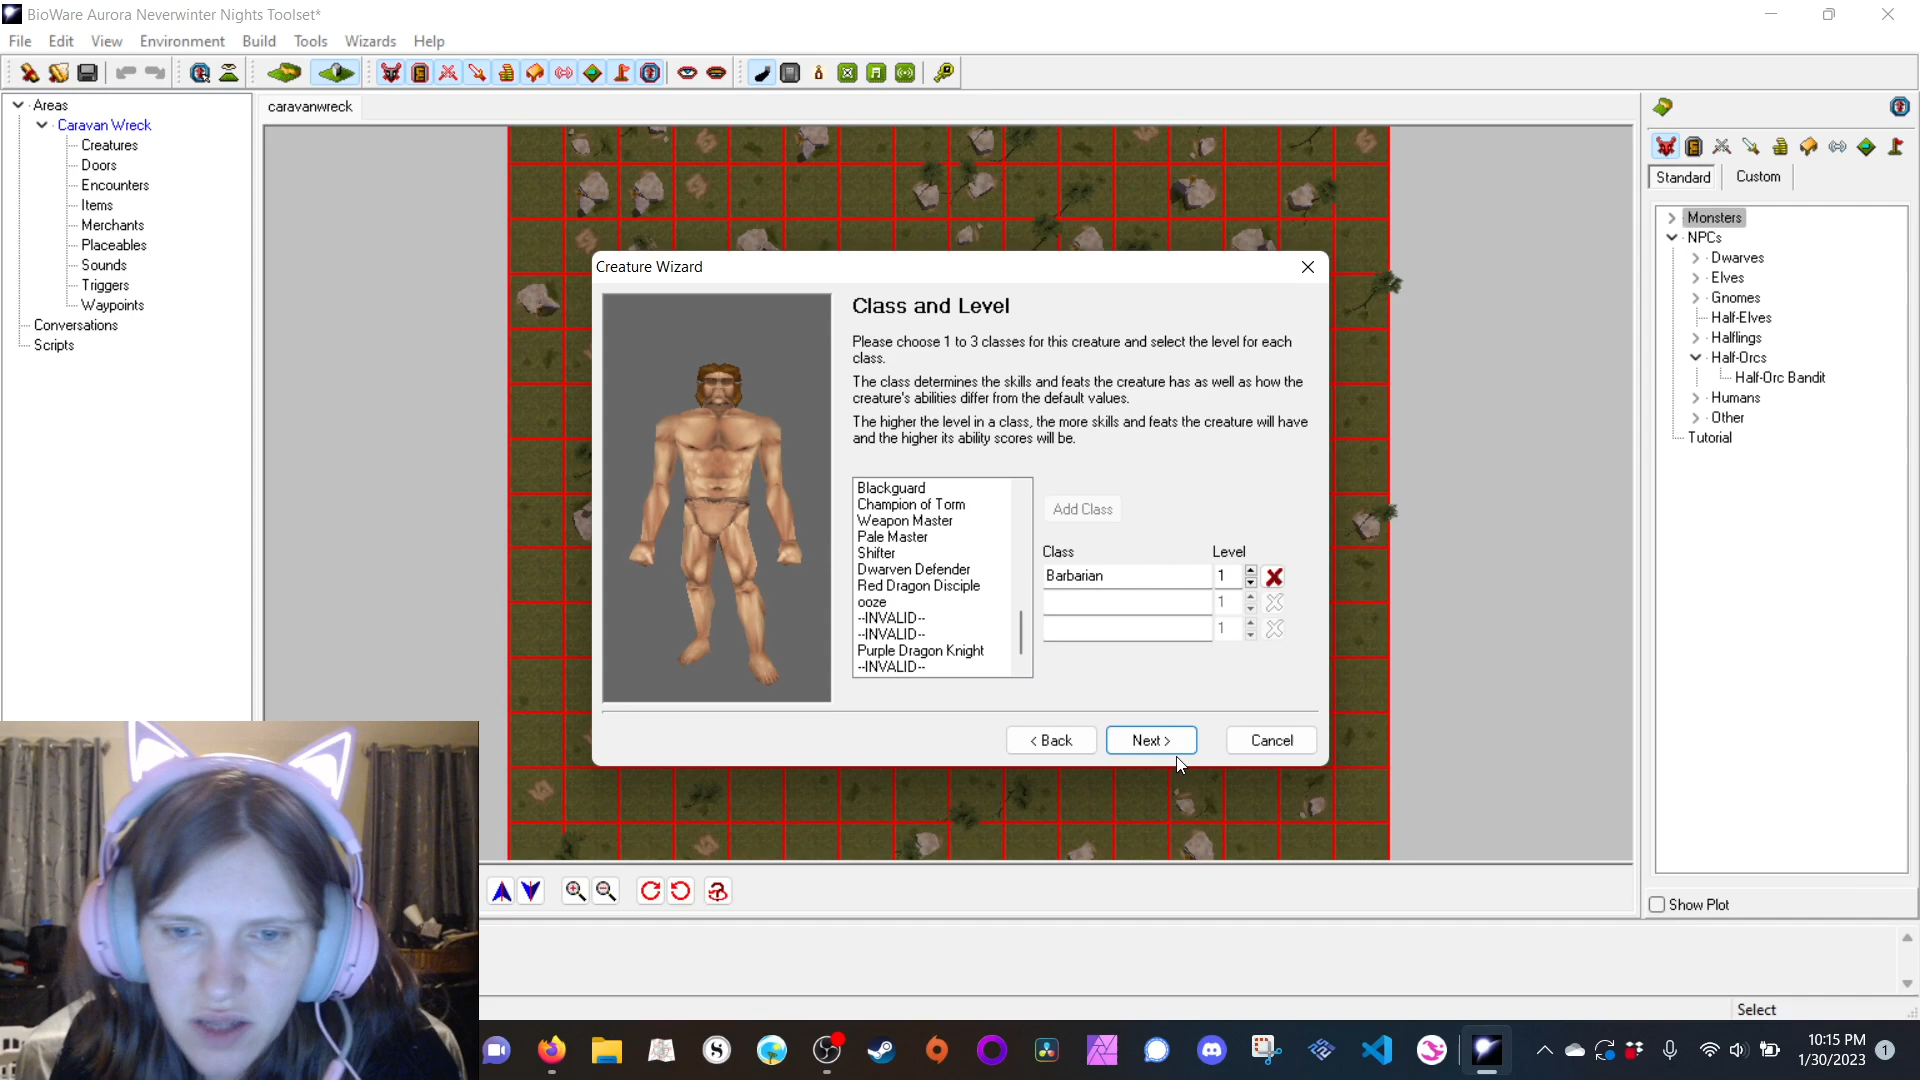 BioWare Aurora Neverwinter Nights Toolset*
File Edit View Environment Build Tools Wizards Help
Areas
Caravan Wreck
Creatures
Doors
Encounters
Items
Merchants
Placeables
Sounds
Triggers
Waypoints
Conversations
Scripts
caravanwreck
Creature Wizard
Class and Level
Please choose 1 to 3 classes for this creature and select the level for each
class.
The class determines the skills and feats the creature has as well as how the
creature's abilities differ from the default values.
The higher the level in a class, the more skills and feats the creature will have
and the higher its ability scores will be.
Blackguard
Champion of Torm
Weapon Master
Pale Master
Shifter
Dwarven Defender
Red Dragon Disciple
ooze
--INVALID--
--INVALID--
Purple Dragon Knight
--INVALID--
Add Class
Class Level
Barbarian 1
1
1
< Back Next > Cancel
Standard Custom
Monsters
NPCs
Dwarves
Elves
Gnomes
Half-Elves
Halflings
Half-Orcs
Half-Orc Bandit
Humans
Other
Tutorial
Show Plot
Select
10:15 PM
1/30/2023
1